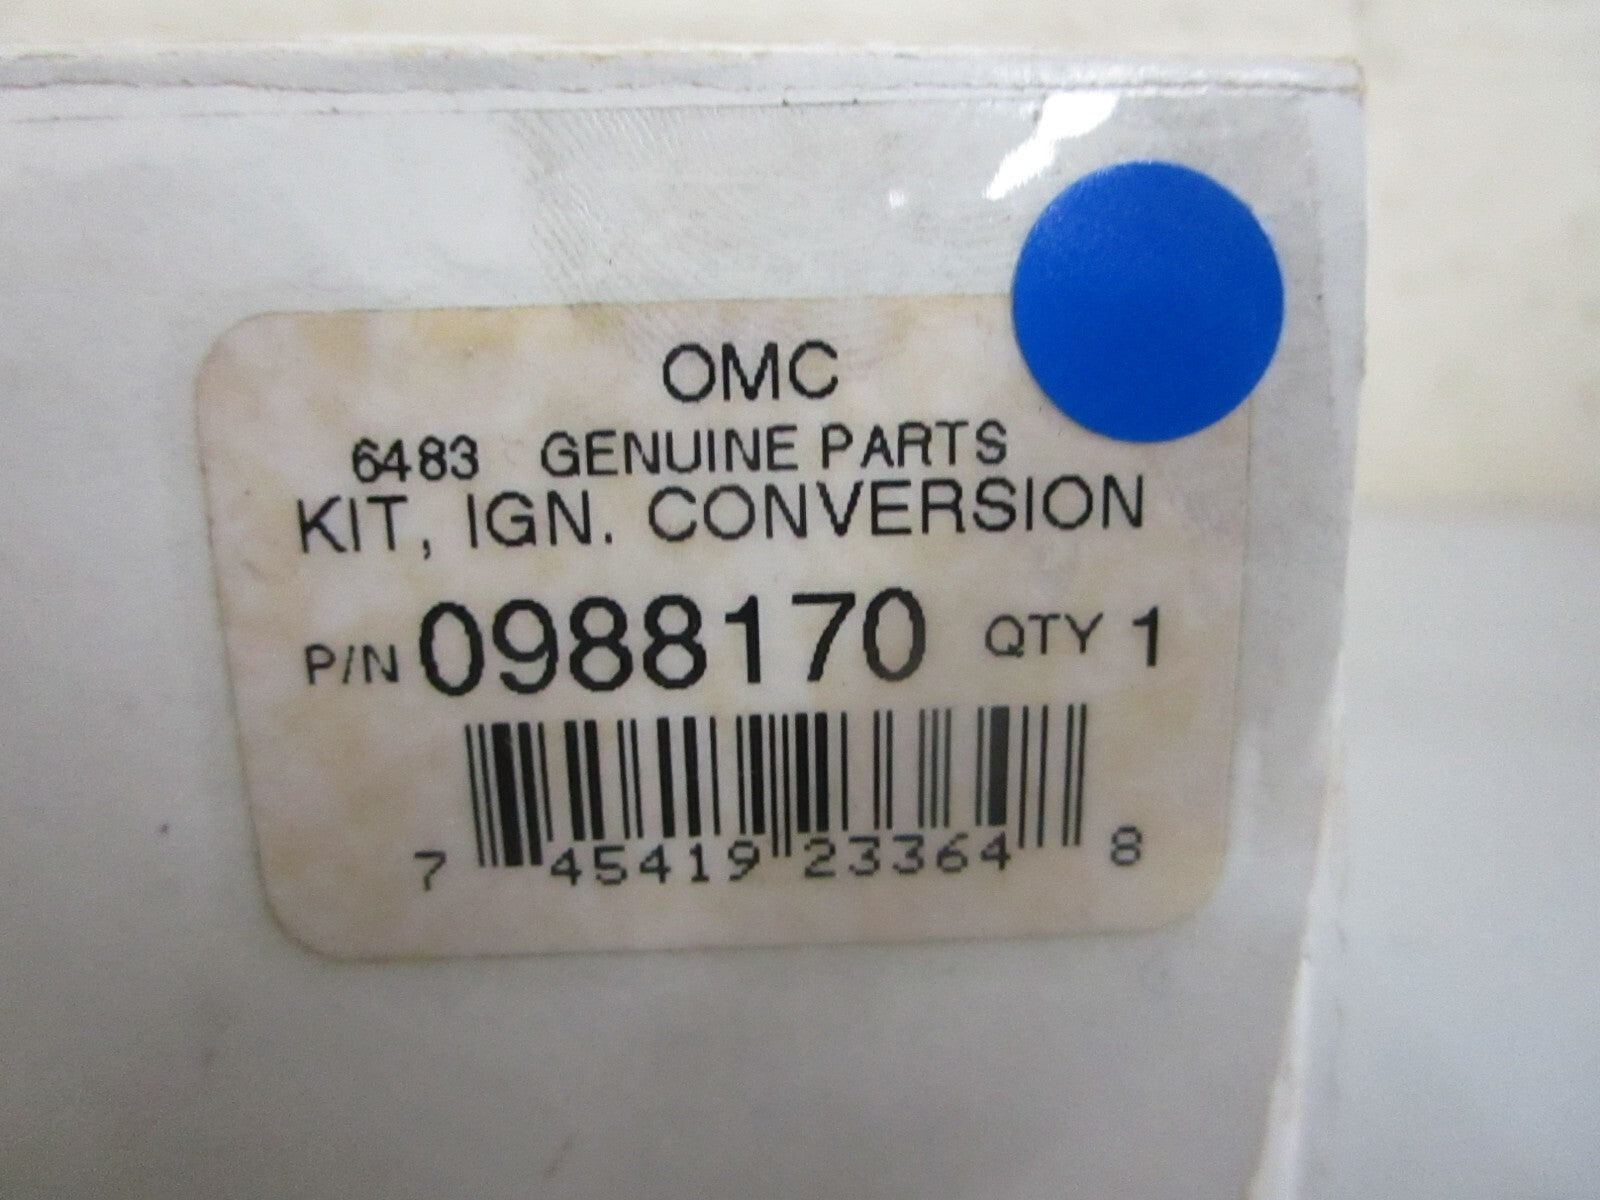 OMC
6483 GENUINE PARTS
KIT, IGN. CONVERSION
P/N 0988170 QTY 1
7 45419 23364 8